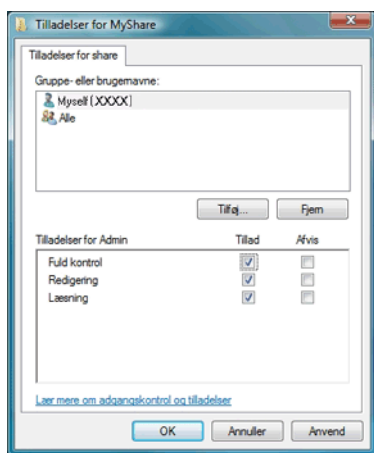 Tilladelser for MyShare
Tilladelser for share
Gruppe- eller brugernavne:
Myself (XXXX)
Alle
Tilføj...
Fjern
Tilladelser for Admin Tillad Afvis
Fuld kontrol
Redigering
Læsning
Lær mere om adgangskontrol og tilladelser
OK Annuller Anvend